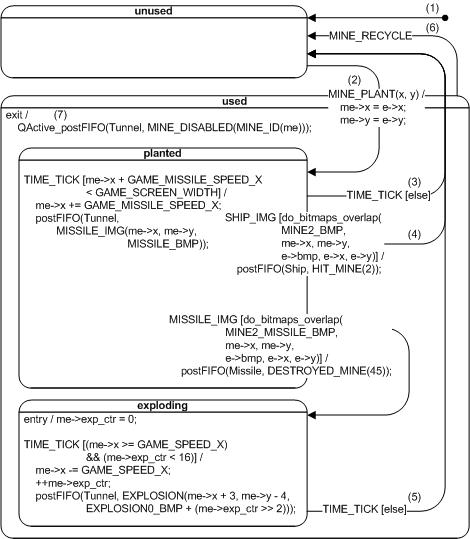 unused
(1)
(6)
MINE_RECYCLE
(2)
MINE_PLANT(x, y) /
me->x = e->x;
me->y = e->y;
used
exit / (7)
QActive_postFIFO(Tunnel, MINE_DISABLED(MINE_ID(me)));
planted
TIME_TICK [me->x + GAME_MISSILE_SPEED_X
< GAME_SCREEN_WIDTH] /
me->x += GAME_MISSILE_SPEED_X;
postFIFO(Tunnel,
MISSILE_IMG(me->x, me->y,
MISSILE_BMP));
(3)
TIME_TICK [else]
SHIP_IMG [do_bitmaps_overlap(
MINE2_BMP,
me->x, me->y,
e->bmp, e->x, e->y)] /
postFIFO(Ship, HIT_MINE(2));
(4)
MISSILE_IMG [do_bitmaps_overlap(
MINE2_MISSILE_BMP,
me->x, me->y,
e->bmp, e->x, e->y)] /
postFIFO(Missile, DESTROYED_MINE(45));
exploding
entry / me->exp_ctr = 0;
TIME_TICK [(me->x >= GAME_SPEED_X)
&& (me->exp_ctr < 16)] /
me->x -= GAME_SPEED_X;
++me->exp_ctr;
postFIFO(Tunnel, EXPLOSION(me->x + 3, me->y - 4,
EXPLOSION0_BMP + (me->exp_ctr >> 2)));
(5)
TIME_TICK [else]